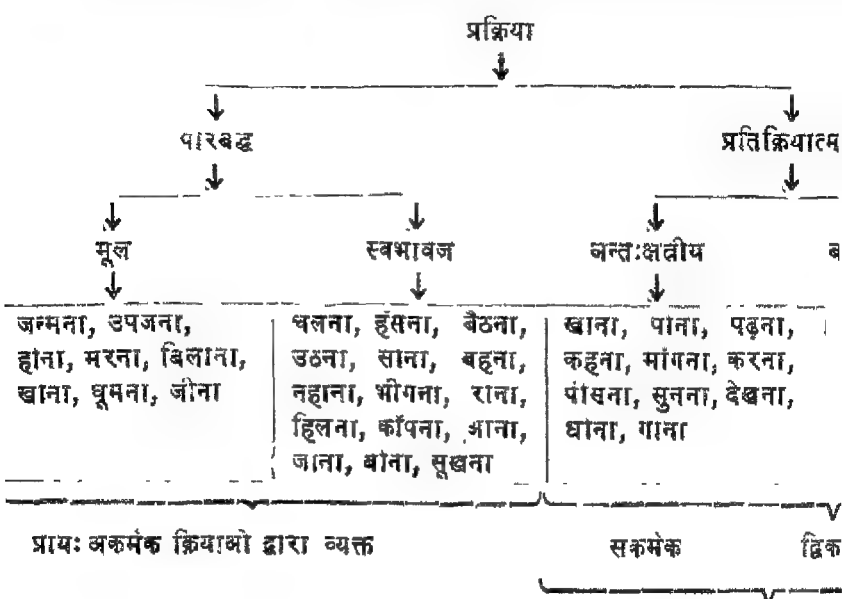 प्रक्रिया
पारबद्ध प्रतिक्रियात्म
मूल स्वभावज अन्तःक्षत्रीय ब
जन्मना, उपजना,
होना, मरना, बिलाना,
खाना, घूमना, जीना
चलना, हंसना, बैठना,
उठना, साना, बहना,
नहाना, भीगना, राना,
हिलना, काँपना, आना,
जाना, बोना, सूखना
खाना, पाना, पढ़ना,
कहना, मांगना, करना,
पीसना, सुनना, देखना,
धोना, गाना
प्रायः अकर्मक क्रियाओ द्वारा व्यक्त सकर्मक द्विक